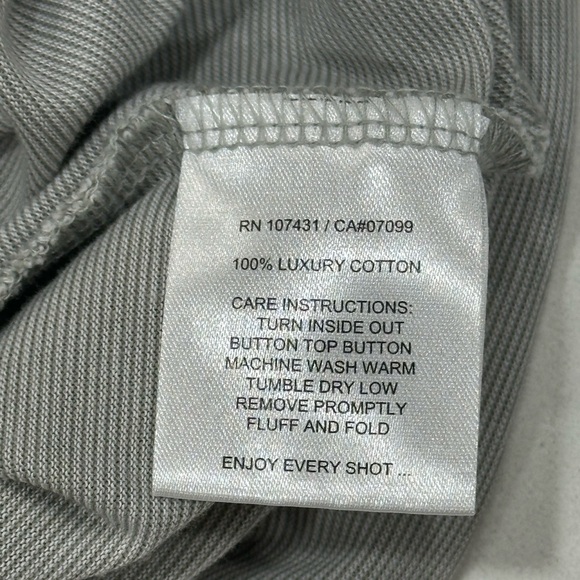 RN 107431 / CA#07099
100% LUXURY COTTON
CARE INSTRUCTIONS:
TURN INSIDE OUT
BUTTON TOP BUTTON
MACHINE WASH WARM
TUMBLE DRY LOW
REMOVE PROMPTLY
FLUFF AND FOLD
ENJOY EVERY SHOT ...